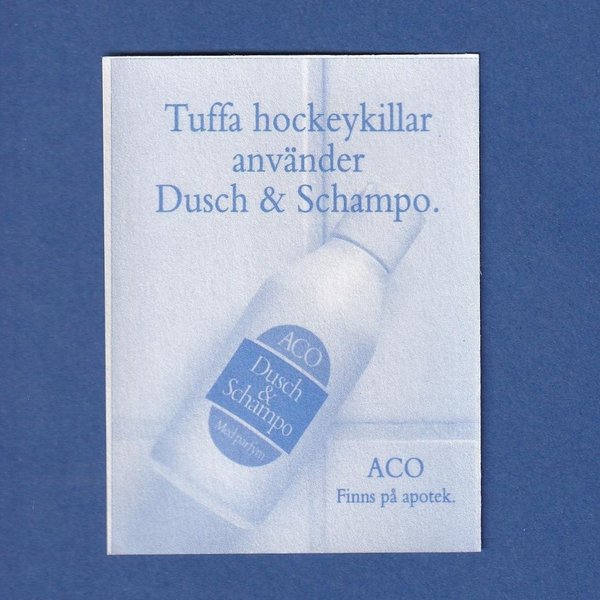 Tuffa hockeykillar
använder
Dusch & Schampo.
ACO
Dusch
&
Schampo
Med parfym
ACO
Finns på apotek.